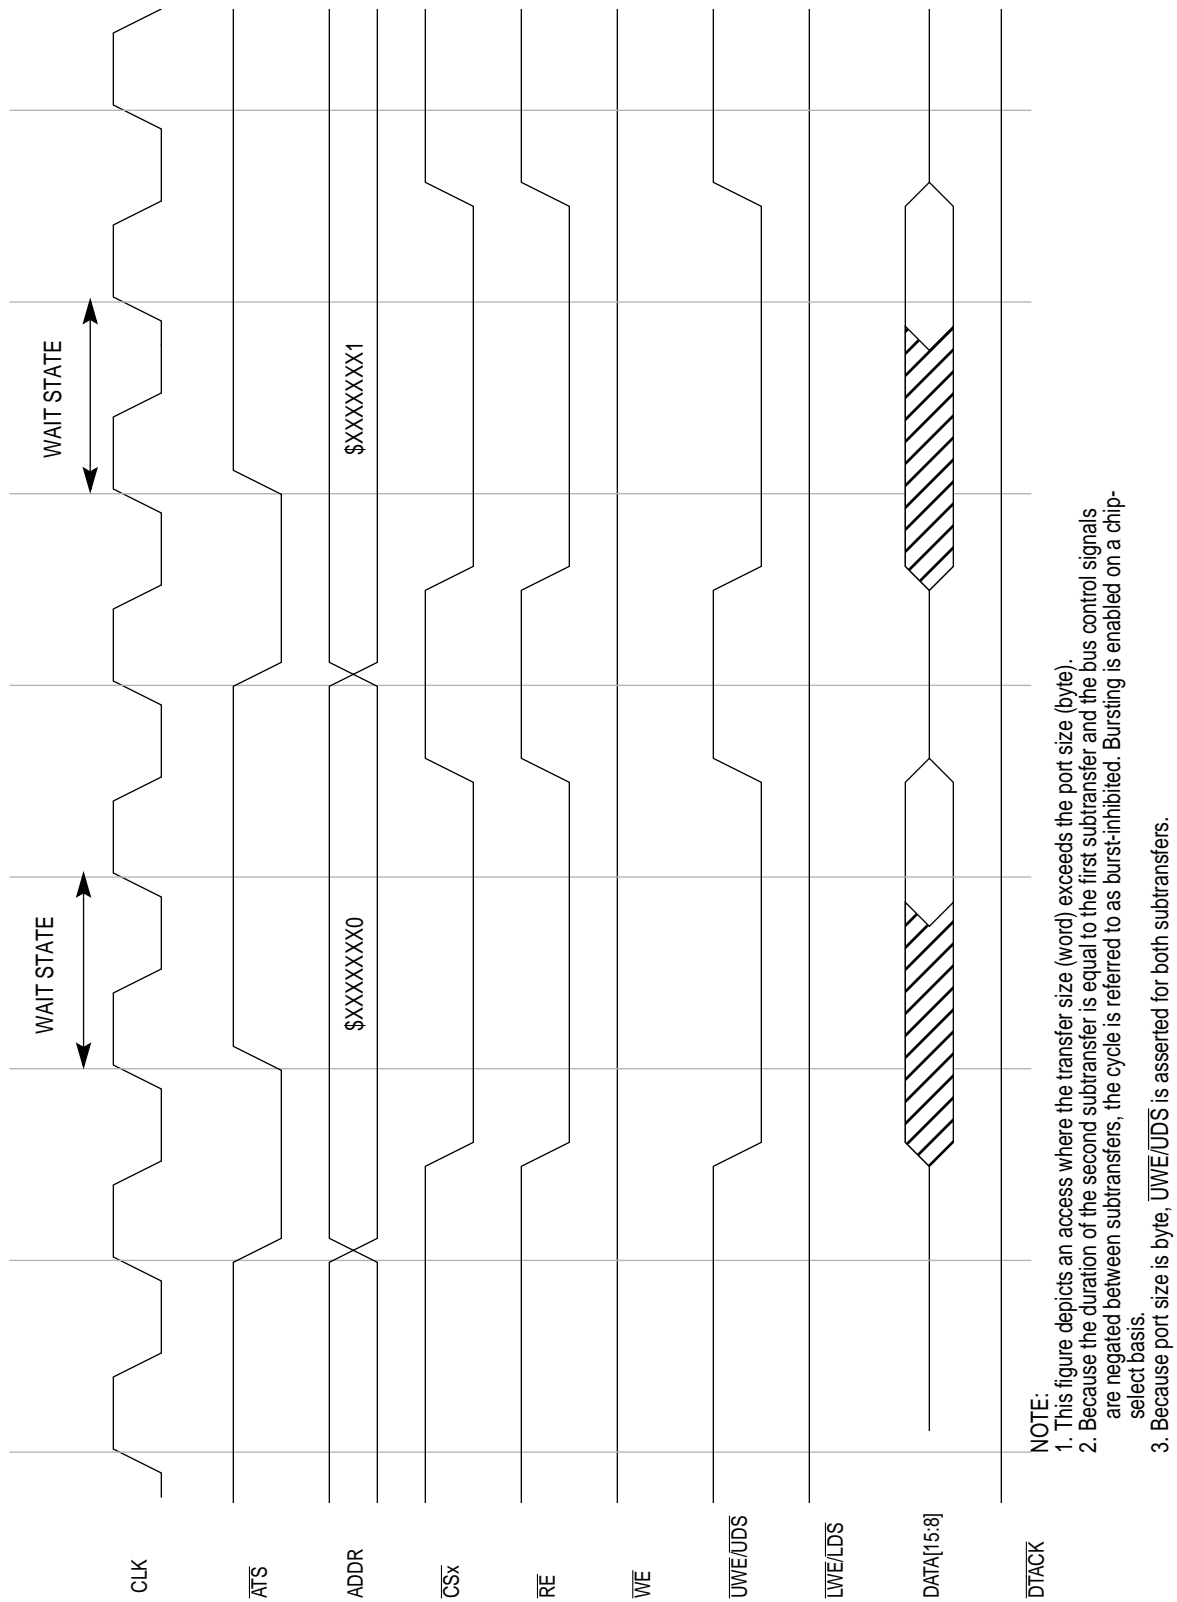 WAIT STATE
WAIT STATE
CLK
ATS
ADDR
$XXXXXX0
$XXXXXX1
CSx
RE
WE
UWE/UDS
LWE/LDS
DATA[15:8]
DTACK
NOTE:
1. This figure depicts an access where the transfer size (word) exceeds the port size (byte).
2. Because the duration of the second subtransfer is equal to the first subtransfer and the bus control signals
are negated between subtransfers, the cycle is referred to as burst-inhibited. Bursting is enabled on a chip-
select basis.
3. Because port size is byte, UWE/UDS is asserted for both subtransfers.